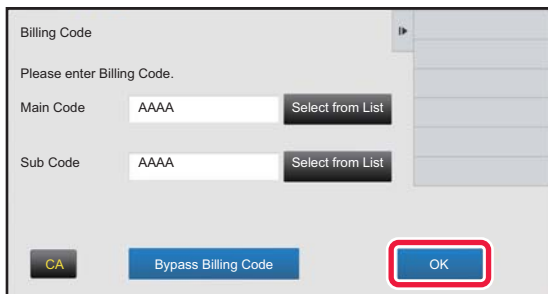 Billing Code
Please enter Billing Code.
Main Code AAAA Select from List
Sub Code AAAA Select from List
CA Bypass Billing Code OK